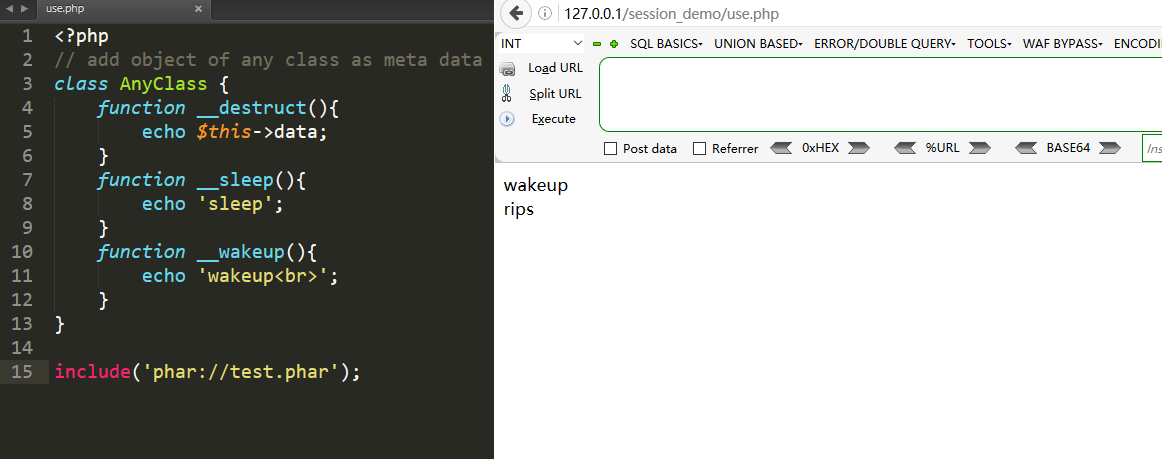 use.php ×
1 <?php
2 // add object of any class as meta data
3 class AnyClass {
4     function __destruct(){
5         echo $this->data;
6     }
7     function __sleep(){
8         echo 'sleep';
9     }
10     function __wakeup(){
11         echo 'wakeup<br>';
12     }
13 }
14
15 include('phar://test.phar');
127.0.0.1/session_demo/use.php
INT SQL BASICS UNION BASED ERROR/DOUBLE QUERY TOOLS WAF BYPASS ENCODI
Load URL
Split URL
Execute
Post data Referrer 0xHEX %URL BASE64 Ins
wakeup
rips